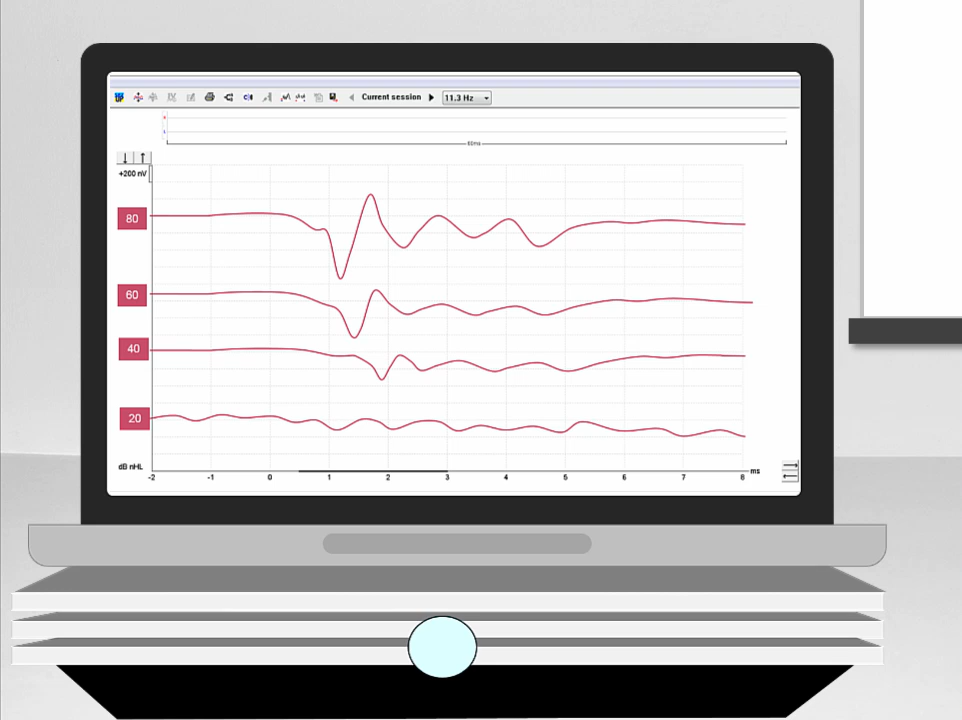 Current session 11.3 Hz
60ms
+200 nV
80
60
40
20
dB nHL
-2 -1 0 1 2 3 4 5 6 7 8 ms